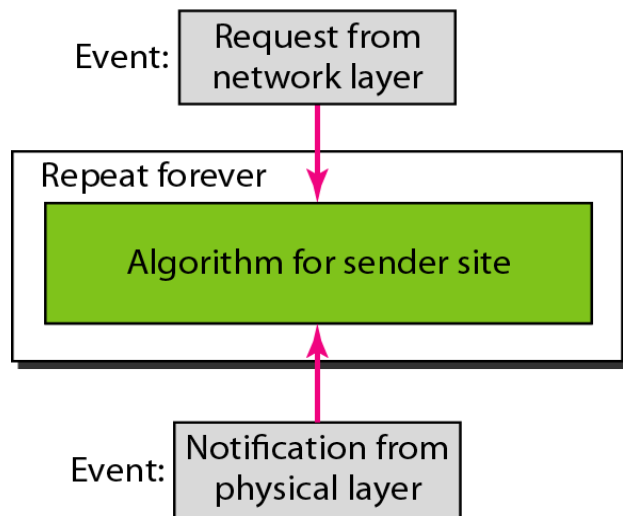 Event:
Request from
network layer
Repeat forever
Algorithm for sender site
Event:
Notification from
physical layer